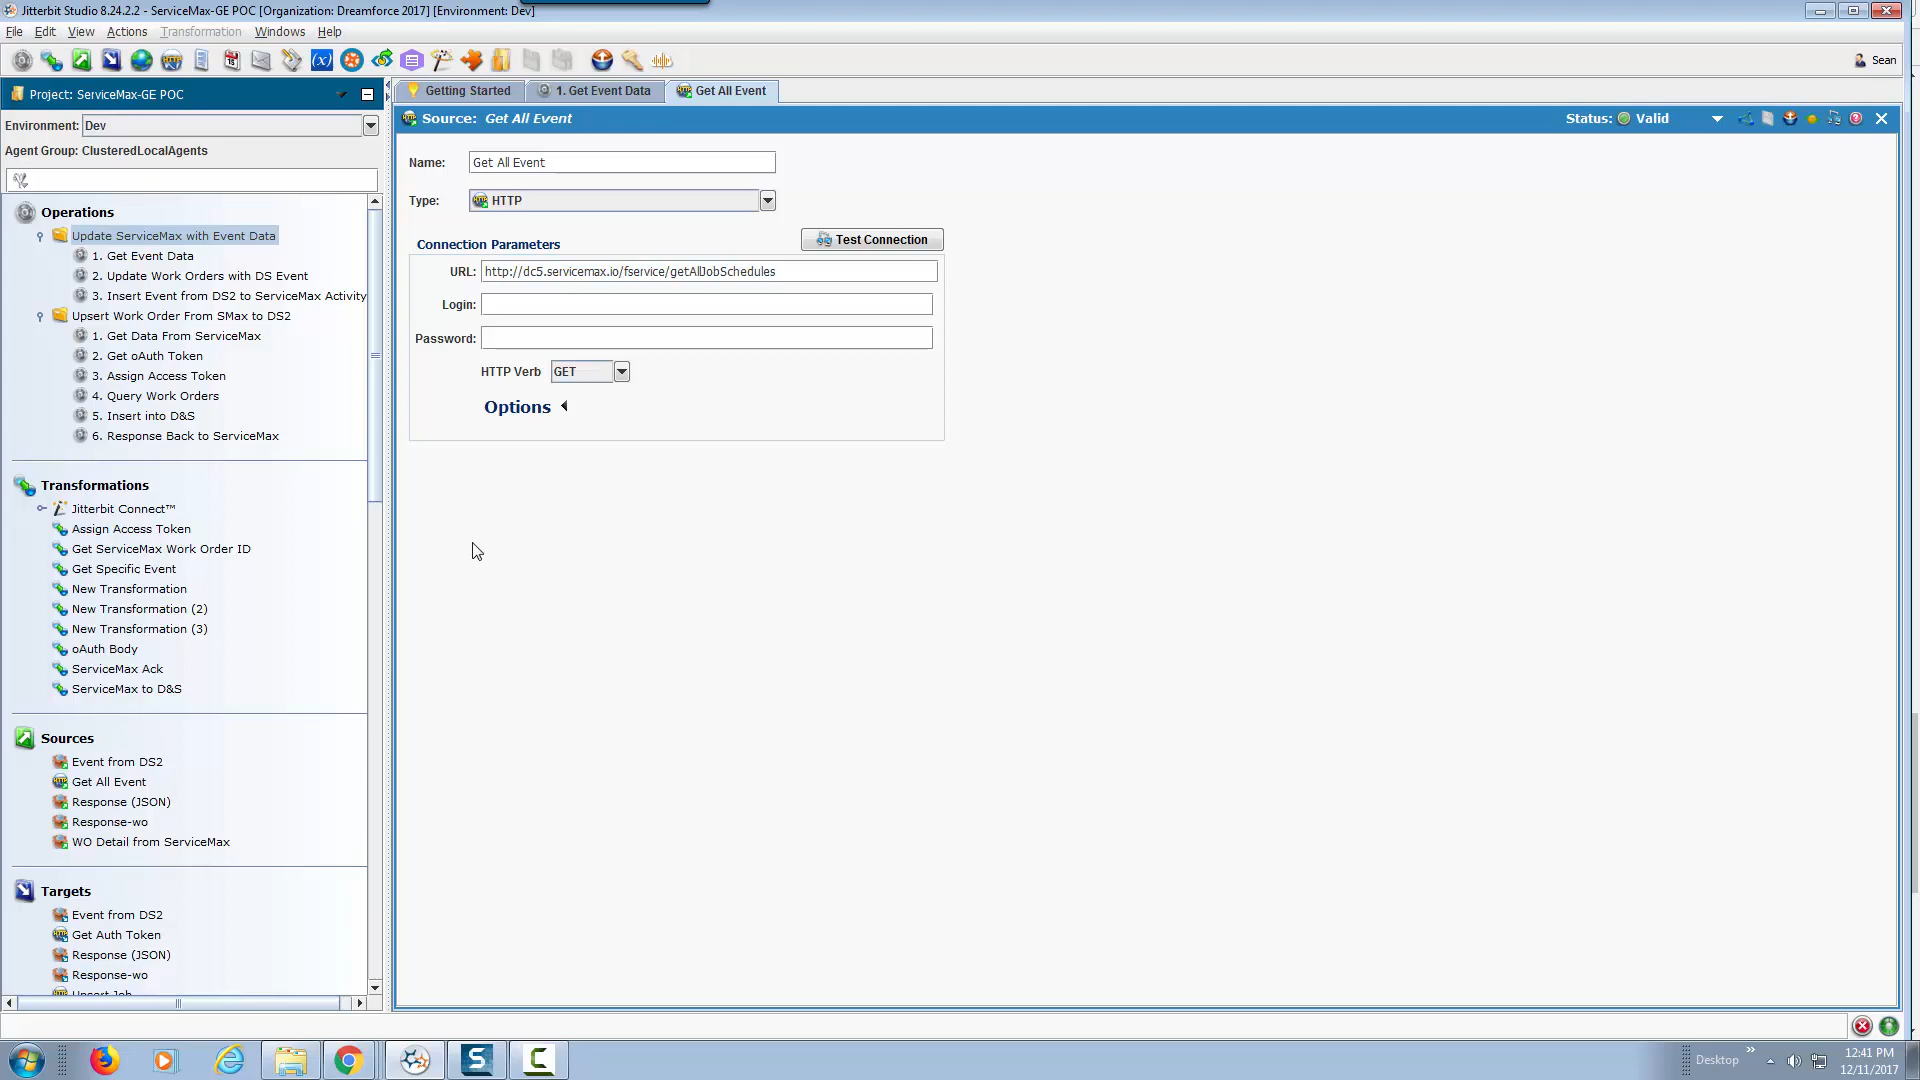 Jitterbit Studio 8.24.2.2 - ServiceMax-GE POC [Organization: Dreamforce 2017] [Environment: Dev]
File Edit View Actions Transformation Windows Help
Sean
Project: ServiceMax-GE POC
Environment: Dev
Agent Group: ClusteredLocalAgents
Operations
Update ServiceMax with Event Data
1. Get Event Data
2. Update Work Orders with DS Event
3. Insert Event from DS2 to ServiceMax Activity
Upsert Work Order From SMax to DS2
1. Get Data From ServiceMax
2. Get oAuth Token
3. Assign Access Token
4. Query Work Orders
5. Insert into D&S
6. Response Back to ServiceMax
Transformations
Jitterbit Connect™
Assign Access Token
Get ServiceMax Work Order ID
Get Specific Event
New Transformation
New Transformation (2)
New Transformation (3)
oAuth Body
ServiceMax Ack
ServiceMax to D&S
Sources
Event from DS2
Get All Event
Response (JSON)
Response-wo
WO Detail from ServiceMax
Targets
Event from DS2
Get Auth Token
Response (JSON)
Response-wo
Upsert Job
Getting Started 1. Get Event Data Get All Event
Source: Get All Event Status: Valid
Name: Get All Event
Type: HTTP
Connection Parameters Test Connection
URL: http://dc5.servicemax.io/fservice/getAllJobSchedules
Login:
Password:
HTTP Verb GET
Options
Desktop
12:41 PM
12/11/2017